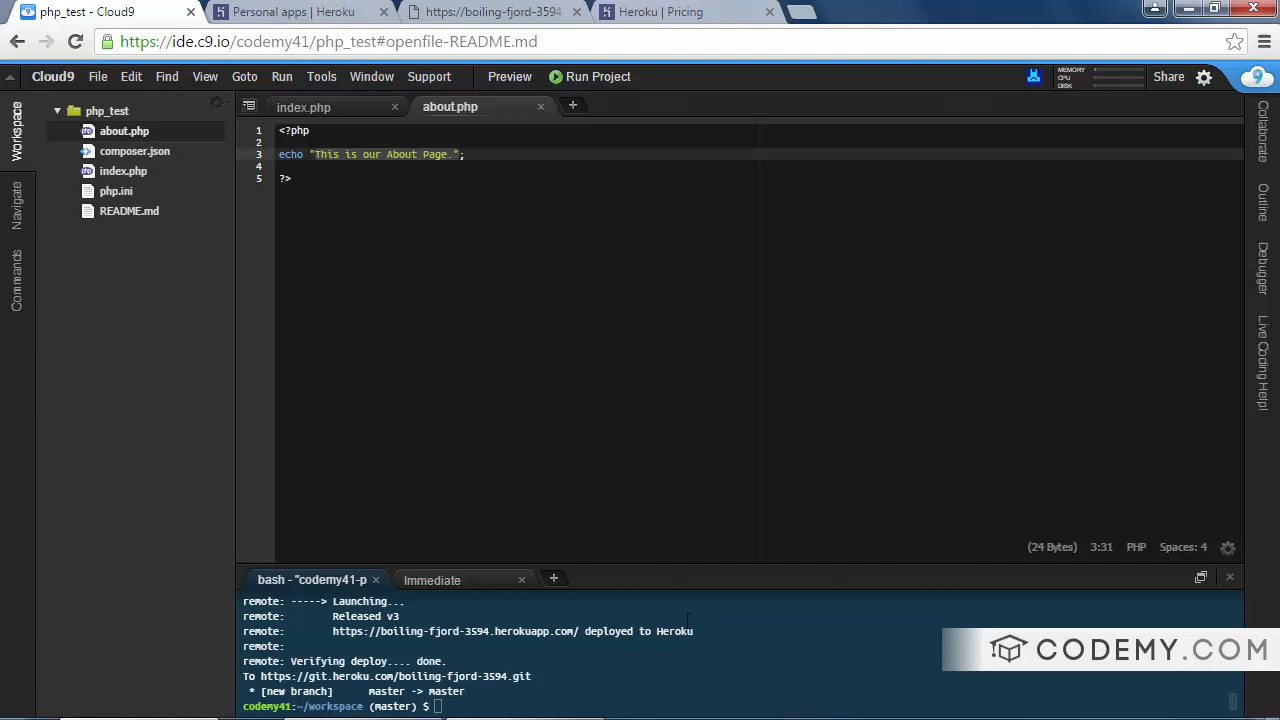 php_test - Cloud9
Personal apps | Heroku
https://boiling-fjord-3594
Heroku | Pricing
https://ide.c9.io/codemy41/php_test#openfile-README.md
Cloud9 File Edit Find View Goto Run Tools Window Support Preview Run Project
MEMORY
CPU
DISK
Share
9
Workspace
Navigate
Commands
php_test
about.php
composer.json
index.php
php.ini
README.md
index.php
about.php
1 <?php
2
3 echo "This is our About Page.";
4
5 ?>
Collaborate
Outline
Debugger
Live Coding Help!
(24 Bytes) 3:31 PHP Spaces: 4
bash - "codemy41-p
Immediate
remote: -----> Launching...
remote: Released v3
remote: https://boiling-fjord-3594.herokuapp.com/ deployed to Heroku
remote:
remote: Verifying deploy.... done.
To https://git.heroku.com/boiling-fjord-3594.git
* [new branch] master -> master
codemy41:~/workspace (master) $
CODEMY.COM